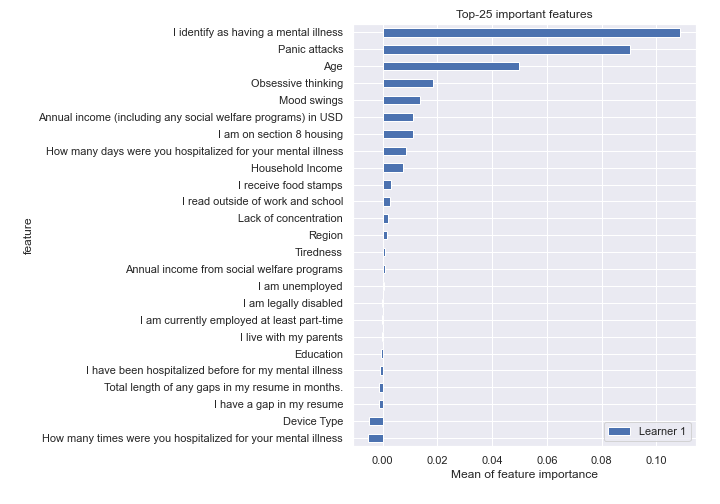 Top-25 important features
I identify as having a mental illness
Panic attacks
Age
Obsessive thinking
Mood swings
Annual income (including any social welfare programs) in USD
I am on section 8 housing
How many days were you hospitalized for your mental illness
Household Income
I receive food stamps
I read outside of work and school
Lack of concentration
Region
Tiredness
Annual income from social welfare programs
I am unemployed
I am legally disabled
I am currently employed at least part-time
I live with my parents
Education
I have been hospitalized before for my mental illness
Total length of any gaps in my resume in months.
I have a gap in my resume
Device Type
How many times were you hospitalized for your mental illness
feature
Learner 1
0.00 0.02 0.04 0.06 0.08 0.10
Mean of feature importance